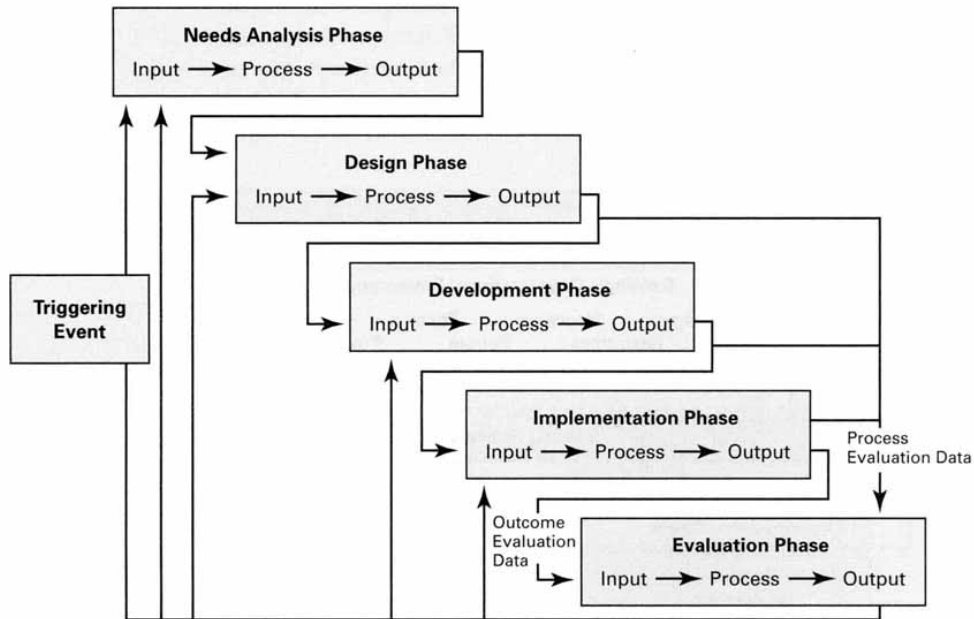 Needs Analysis Phase
Input Process Output
Design Phase
Input Process Output
Triggering
Event
Development Phase
Input Process Output
Implementation Phase
Input Process Output
Process
Evaluation Data
Outcome
Evaluation
Data
Evaluation Phase
Input Process Output